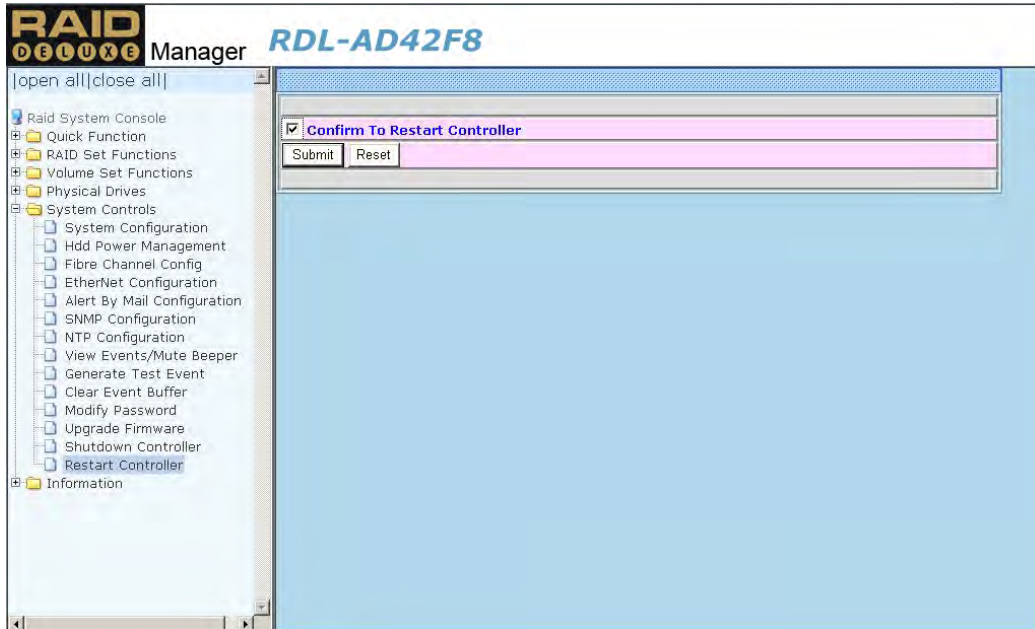 RAID
DELUXE Manager
RDL-AD42F8
|open all|close all|
Raid System Console
Quick Function
RAID Set Functions
Volume Set Functions
Physical Drives
System Controls
System Configuration
Hdd Power Management
Fibre Channel Config
EtherNet Configuration
Alert By Mail Configuration
SNMP Configuration
NTP Configuration
View Events/Mute Beeper
Generate Test Event
Clear Event Buffer
Modify Password
Upgrade Firmware
Shutdown Controller
Restart Controller
Information
Confirm To Restart Controller
Submit Reset